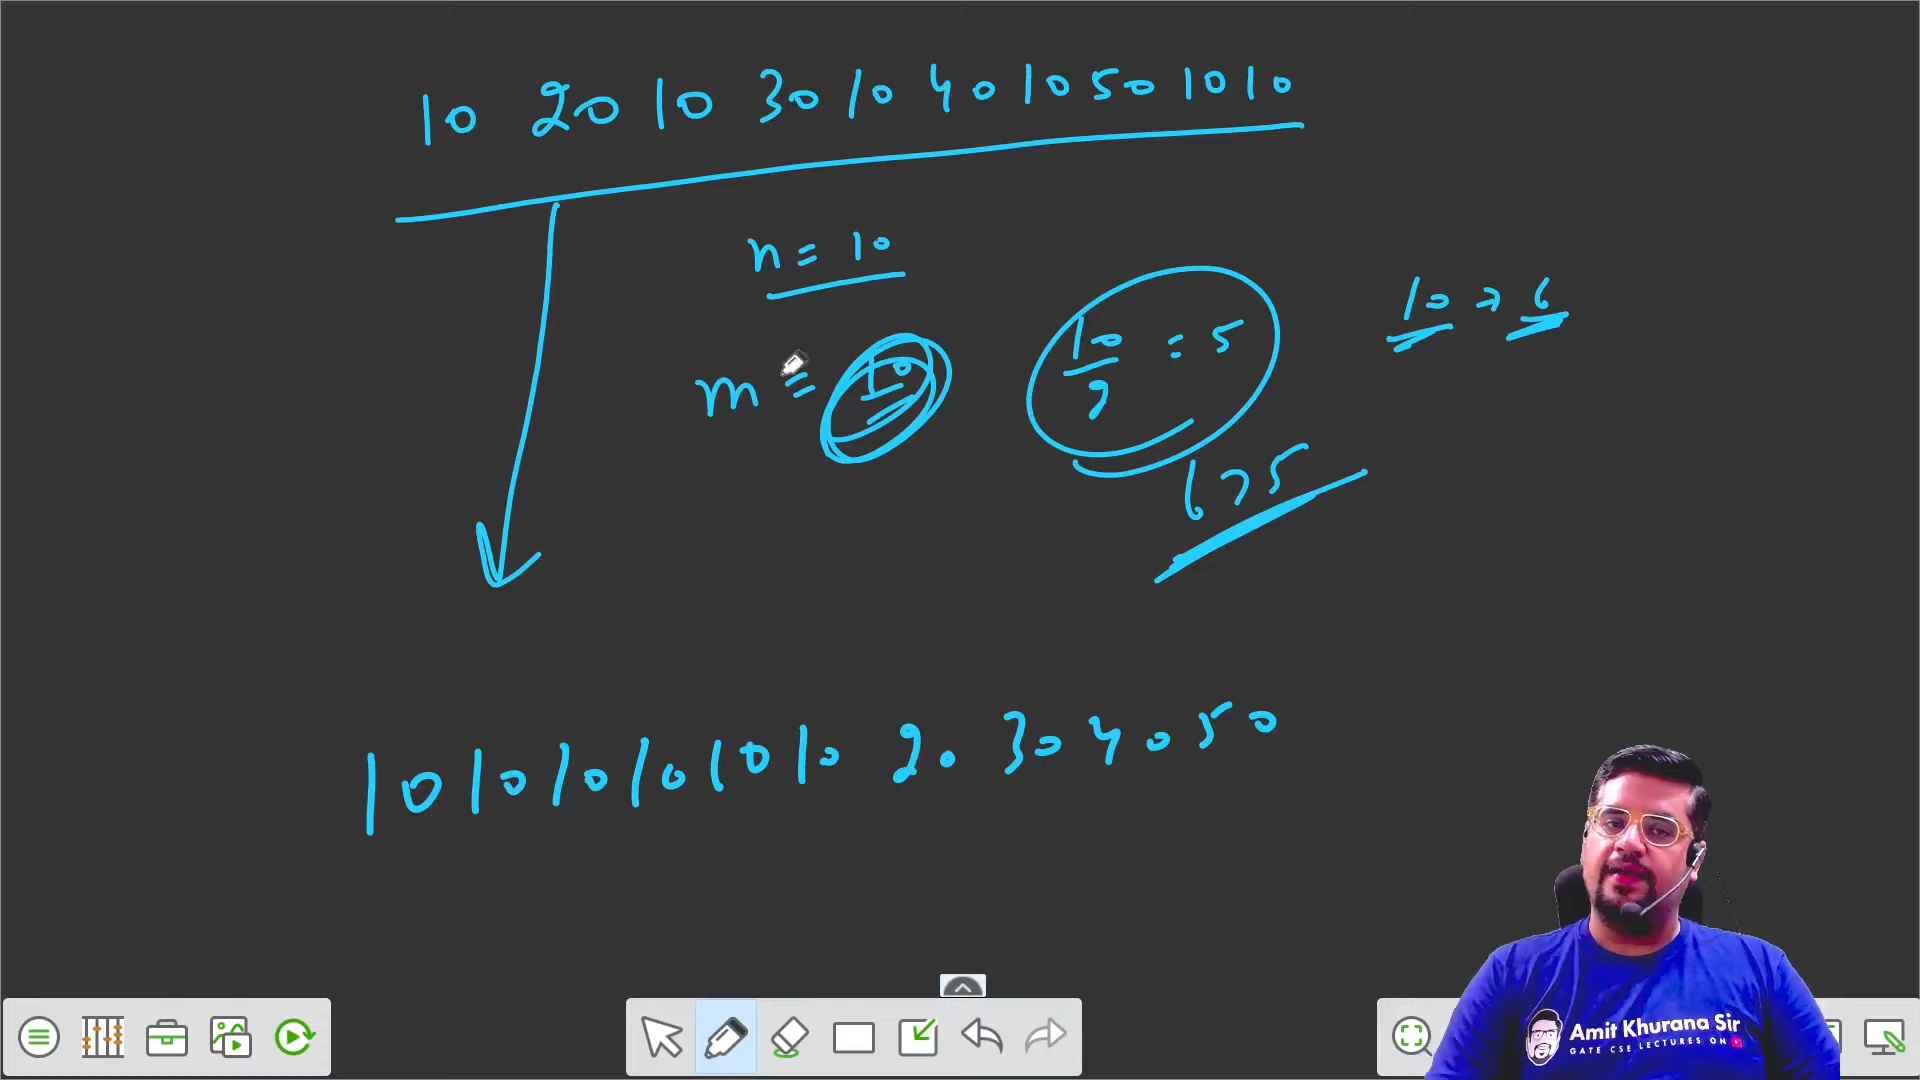 10 20 10 30 10 40 10 50 10 10
n = 10
m = 10
10/2 = 5
10 → 6
6 > 5
10 10 10 10 10 10 20 30 40 50
Amit Khurana Sir
GATE CSE LECTURES ON